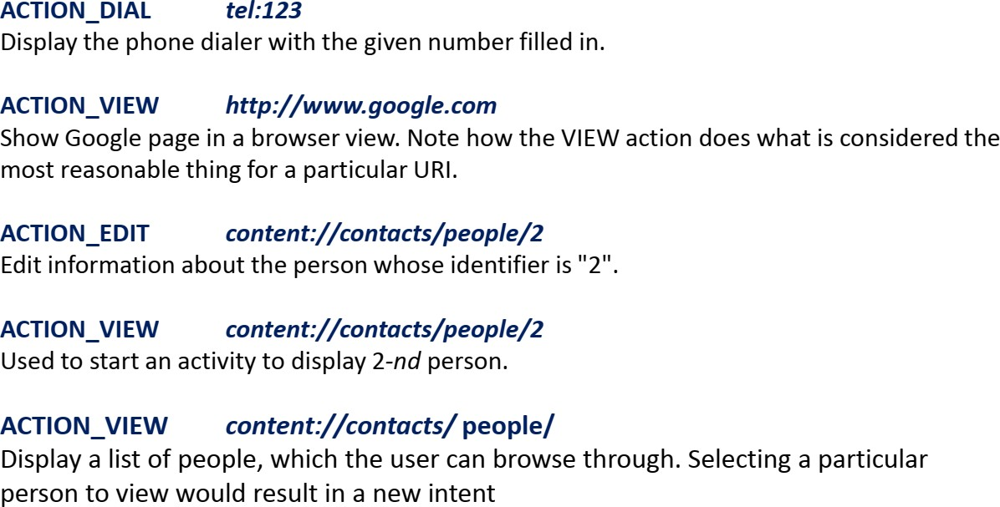 ACTION_DIAL tel:123
Display the phone dialer with the given number filled in.
ACTION_VIEW http://www.google.com
Show Google page in a browser view. Note how the VIEW action does what is considered the
most reasonable thing for a particular URI.
ACTION_EDIT content://contacts/people/2
Edit information about the person whose identifier is "2".
ACTION_VIEW content://contacts/people/2
Used to start an activity to display 2-nd person.
ACTION_VIEW content://contacts/ people/
Display a list of people, which the user can browse through. Selecting a particular
person to view would result in a new intent